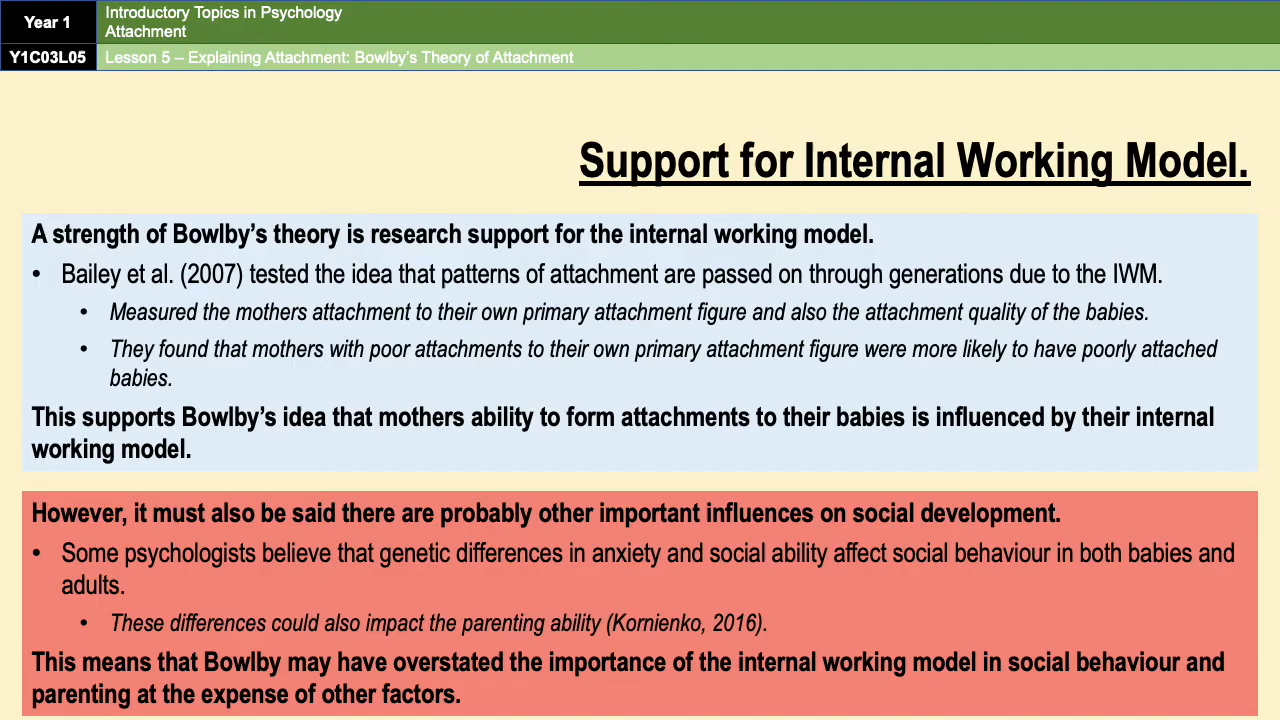 Year 1
Introductory Topics in Psychology
Attachment
Y1C03L05
Lesson 5 – Explaining Attachment: Bowlby's Theory of Attachment
Support for Internal Working Model.
A strength of Bowlby’s theory is research support for the internal working model.
• Bailey et al. (2007) tested the idea that patterns of attachment are passed on through generations due to the IWM.
• Measured the mothers attachment to their own primary attachment figure and also the attachment quality of the babies.
• They found that mothers with poor attachments to their own primary attachment figure were more likely to have poorly attached
babies.
This supports Bowlby’s idea that mothers ability to form attachments to their babies is influenced by their internal
working model.
However, it must also be said there are probably other important influences on social development.
• Some psychologists believe that genetic differences in anxiety and social ability affect social behaviour in both babies and
adults.
• These differences could also impact the parenting ability (Kornienko, 2016).
This means that Bowlby may have overstated the importance of the internal working model in social behaviour and
parenting at the expense of other factors.